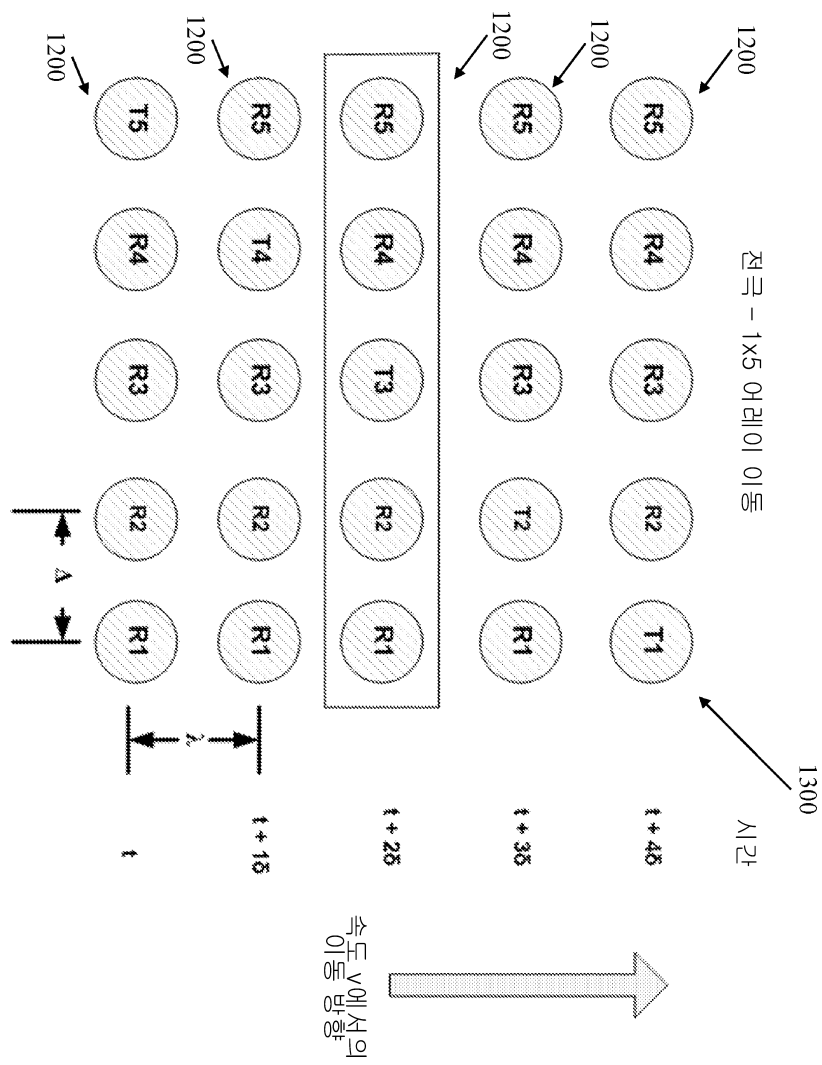 1300
전극 - 1x5 어레이 이동
시간
1200
R5 R4 R3 R2 T1 t + 4δ
1200
R5 R4 R3 T2 R1 t + 3δ
1200
R5 R4 T3 R2 R1 t + 2δ
속도 v에서의
이동 방향
1200
R5 T4 R3 R2 R1 t + 1δ
λ
1200
T5 R4 R3 R2 R1 t
Δ